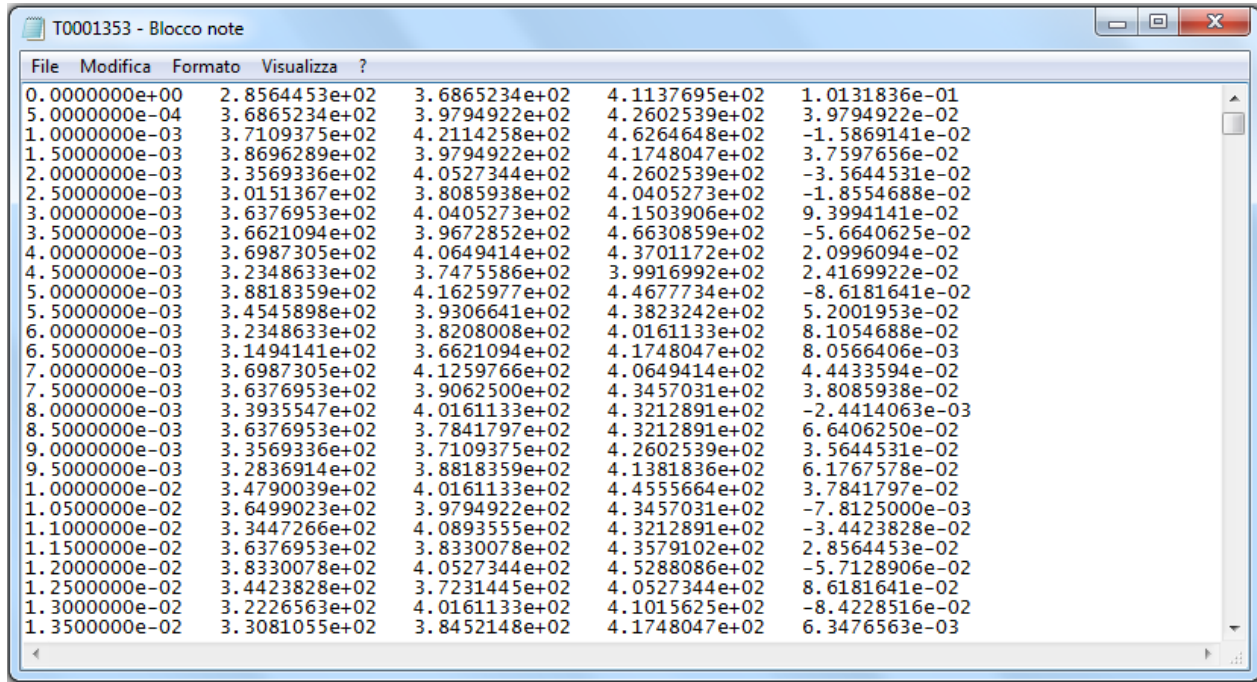 T0001353 - Blocco note
File Modifica Formato Visualizza ?
0.0000000e+00 2.8564453e+02 3.6865234e+02 4.1137695e+02 1.0131836e-01
5.0000000e-04 3.6865234e+02 3.9794922e+02 4.2602539e+02 3.9794922e-02
1.0000000e-03 3.7109375e+02 4.2114258e+02 4.6264648e+02 -1.5869141e-02
1.5000000e-03 3.8696289e+02 3.9794922e+02 4.1748047e+02 3.7597656e-02
2.0000000e-03 3.3569336e+02 4.0527344e+02 4.2602539e+02 -3.5644531e-02
2.5000000e-03 3.0151367e+02 3.8085938e+02 4.0405273e+02 -1.8554688e-02
3.0000000e-03 3.6376953e+02 4.0405273e+02 4.1503906e+02 9.3994141e-02
3.5000000e-03 3.6621094e+02 3.9672852e+02 4.6630859e+02 -5.6640625e-02
4.0000000e-03 3.6987305e+02 4.0649414e+02 4.3701172e+02 2.0996094e-02
4.5000000e-03 3.2348633e+02 3.7475586e+02 3.9916992e+02 2.4169922e-02
5.0000000e-03 3.8818359e+02 4.1625977e+02 4.4677734e+02 -8.6181641e-02
5.5000000e-03 3.4545898e+02 3.9306641e+02 4.3823242e+02 5.2001953e-02
6.0000000e-03 3.2348633e+02 3.8208008e+02 4.0161133e+02 8.1054688e-02
6.5000000e-03 3.1494141e+02 3.6621094e+02 4.1748047e+02 8.0566406e-03
7.0000000e-03 3.6987305e+02 4.1259766e+02 4.0649414e+02 4.4433594e-02
7.5000000e-03 3.6376953e+02 3.9062500e+02 4.3457031e+02 3.8085938e-02
8.0000000e-03 3.3935547e+02 4.0161133e+02 4.3212891e+02 -2.4414063e-03
8.5000000e-03 3.6376953e+02 3.7841797e+02 4.3212891e+02 6.6406250e-02
9.0000000e-03 3.3569336e+02 3.7109375e+02 4.2602539e+02 3.5644531e-02
9.5000000e-03 3.2836914e+02 3.8818359e+02 4.1381836e+02 6.1767578e-02
1.0000000e-02 3.4790039e+02 4.0161133e+02 4.4555664e+02 3.7841797e-02
1.0500000e-02 3.6499023e+02 3.9794922e+02 4.3457031e+02 -7.8125000e-03
1.1000000e-02 3.3447266e+02 4.0893555e+02 4.3212891e+02 -3.4423828e-02
1.1500000e-02 3.6376953e+02 3.8330078e+02 4.3579102e+02 2.8564453e-02
1.2000000e-02 3.8330078e+02 4.0527344e+02 4.5288086e+02 -5.7128906e-02
1.2500000e-02 3.4423828e+02 3.7231445e+02 4.0527344e+02 8.6181641e-02
1.3000000e-02 3.2226563e+02 4.0161133e+02 4.1015625e+02 -8.4228516e-02
1.3500000e-02 3.3081055e+02 3.8452148e+02 4.1748047e+02 6.3476563e-03